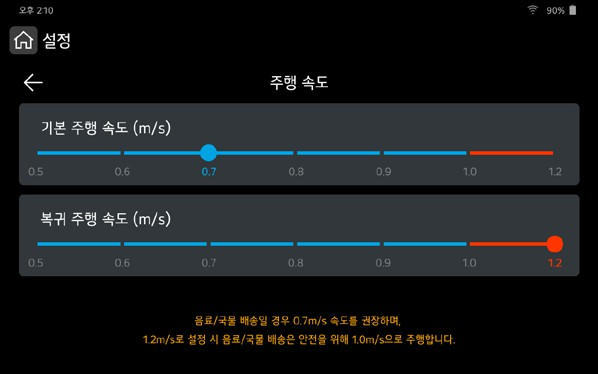 오후 2:10
90%
설정
주행 속도
기본 주행 속도 (m/s)
0.5 0.6 0.7 0.8 0.9 1.0 1.2
복귀 주행 속도 (m/s)
0.5 0.6 0.7 0.8 0.9 1.0 1.2
음료/국물 배송일 경우 0.7m/s 속도를 권장하며,
1.2m/s로 설정 시 음료/국물 배송은 안전을 위해 1.0m/s으로 주행합니다.